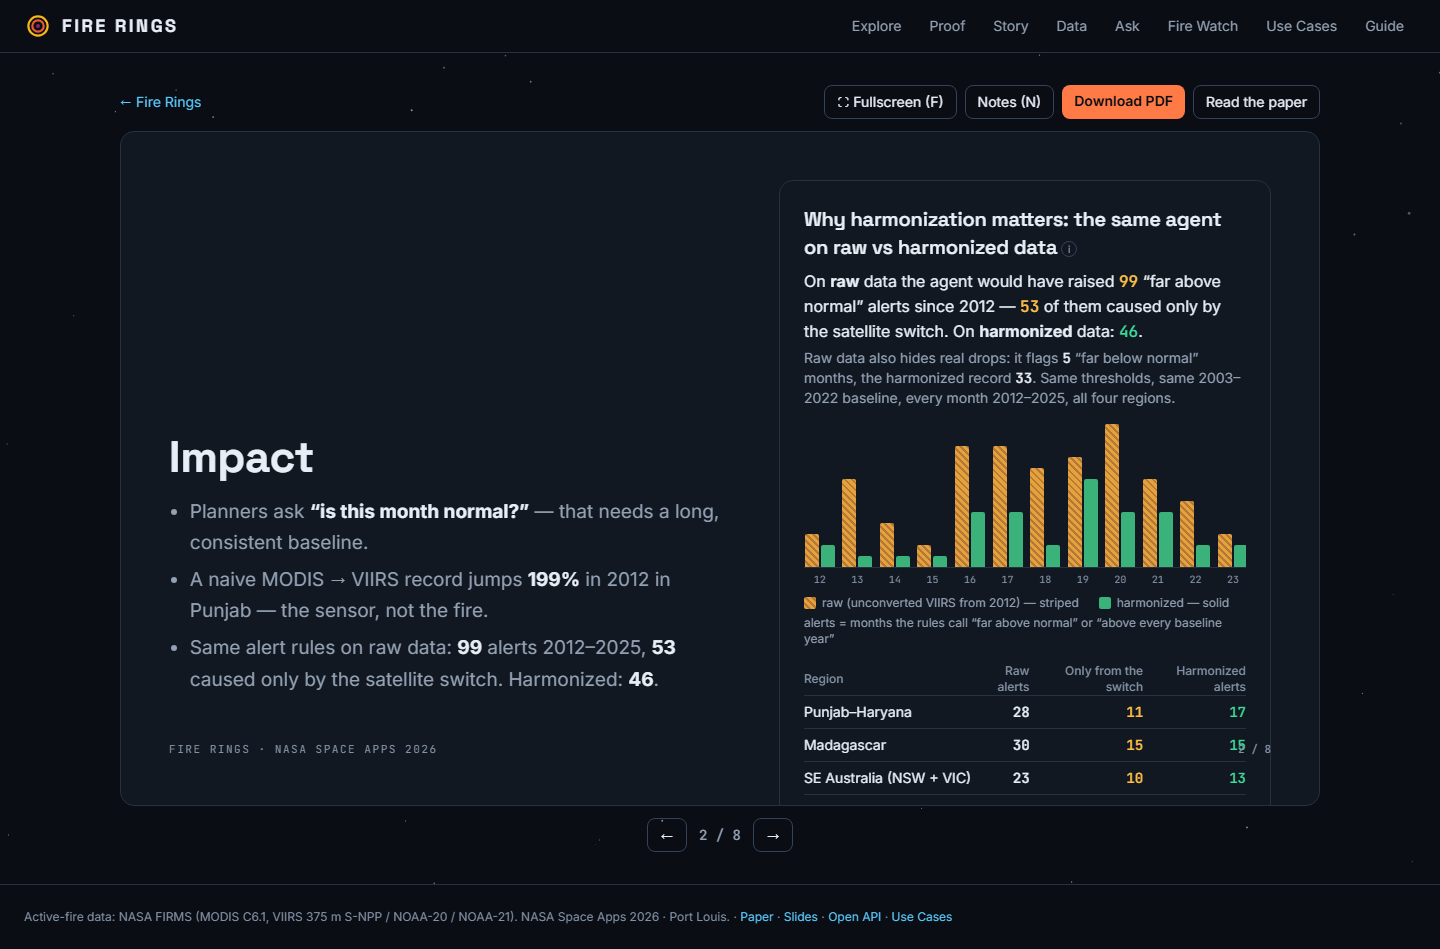 FIRE RINGS
Explore Proof Story Data Ask Fire Watch Use Cases Guide
← Fire Rings
Fullscreen (F) Notes (N) Download PDF Read the paper
Impact
• Planners ask “is this month normal?” — that needs a long,
consistent baseline.
• A naive MODIS → VIIRS record jumps 199% in 2012 in
Punjab — the sensor, not the fire.
• Same alert rules on raw data: 99 alerts 2012–2025, 53
caused only by the satellite switch. Harmonized: 46.
FIRE RINGS · NASA SPACE APPS 2026
Why harmonization matters: the same agent
on raw vs harmonized data i
On raw data the agent would have raised 99 “far above
normal” alerts since 2012 — 53 of them caused only by
the satellite switch. On harmonized data: 46.
Raw data also hides real drops: it flags 5 “far below normal”
months, the harmonized record 33. Same thresholds, same 2003–
2022 baseline, every month 2012–2025, all four regions.
12 13 14 15 16 17 18 19 20 21 22 23
raw (unconverted VIIRS from 2012) — striped harmonized — solid
alerts = months the rules call “far above normal” or “above every baseline
year”
Region Raw alerts Only from the switch Harmonized alerts
Punjab–Haryana 28 11 17
Madagascar 30 15 15
/ 8
SE Australia (NSW + VIC) 23 10 13
← 2 / 8 →
Active-fire data: NASA FIRMS (MODIS C6.1, VIIRS 375 m S-NPP / NOAA-20 / NOAA-21). NASA Space Apps 2026 · Port Louis. · Paper · Slides · Open API · Use Cases